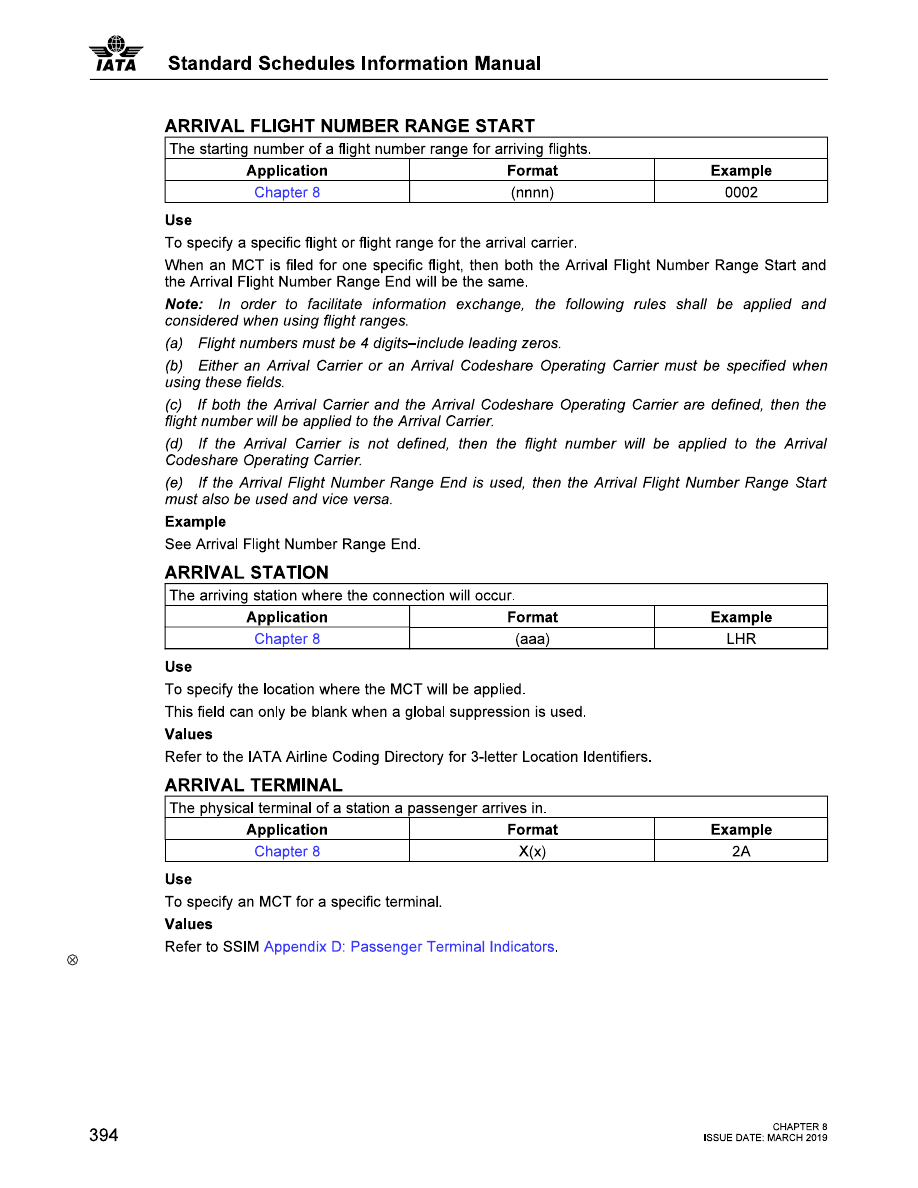 IATA
Standard Schedules Information Manual
ARRIVAL FLIGHT NUMBER RANGE START
The starting number of a flight number range for arriving flights.
Application Format Example
Chapter 8 (nnnn) 0002
Use
To specify a specific flight or flight range for the arrival carrier.
When an MCT is filed for one specific flight, then both the Arrival Flight Number Range Start and
the Arrival Flight Number Range End will be the same.
Note: In order to facilitate information exchange, the following rules shall be applied and
considered when using flight ranges.
(a) Flight numbers must be 4 digits–include leading zeros.
(b) Either an Arrival Carrier or an Arrival Codeshare Operating Carrier must be specified when
using these fields.
(c) If both the Arrival Carrier and the Arrival Codeshare Operating Carrier are defined, then the
flight number will be applied to the Arrival Carrier.
(d) If the Arrival Carrier is not defined, then the flight number will be applied to the Arrival
Codeshare Operating Carrier.
(e) If the Arrival Flight Number Range End is used, then the Arrival Flight Number Range Start
must also be used and vice versa.
Example
See Arrival Flight Number Range End.
ARRIVAL STATION
The arriving station where the connection will occur.
Application Format Example
Chapter 8 (aaa) LHR
Use
To specify the location where the MCT will be applied.
This field can only be blank when a global suppression is used.
Values
Refer to the IATA Airline Coding Directory for 3-letter Location Identifiers.
ARRIVAL TERMINAL
The physical terminal of a station a passenger arrives in.
Application Format Example
Chapter 8 X(x) 2A
Use
To specify an MCT for a specific terminal.
Values
Refer to SSIM Appendix D: Passenger Terminal Indicators.
⊗
394
CHAPTER 8
ISSUE DATE: MARCH 2019